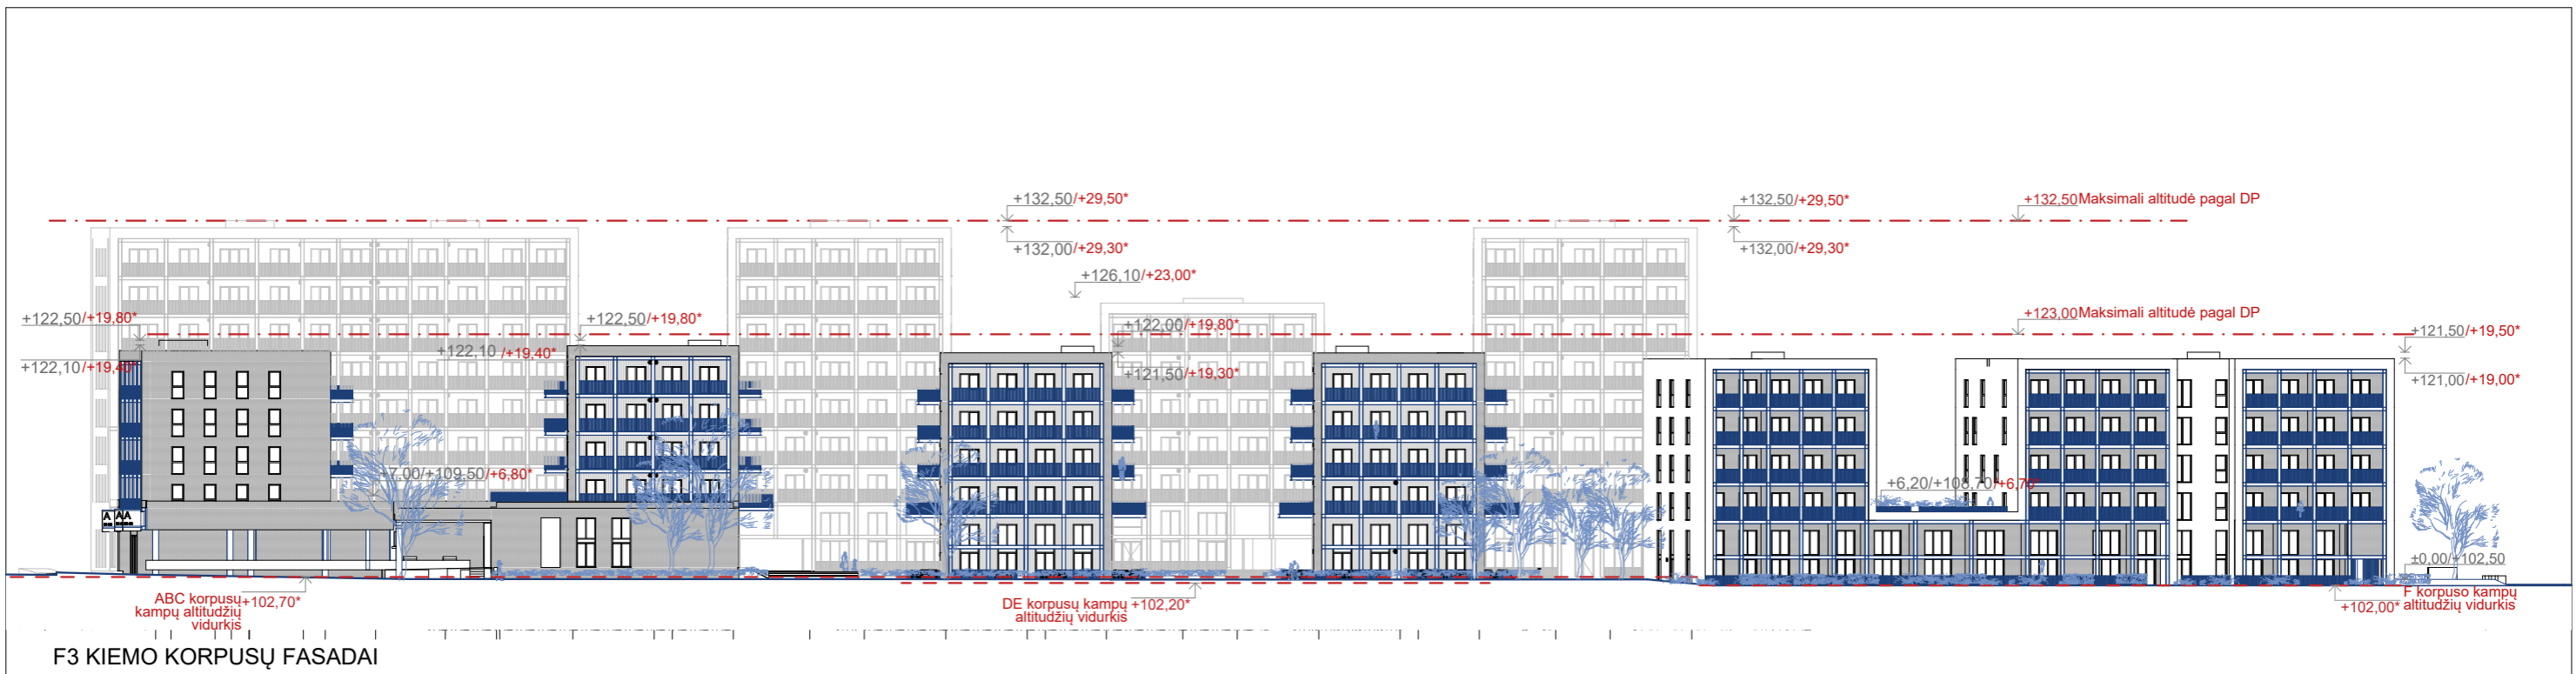 +132,50/+29,50*
+132,50/+29,50*
+132,50 Maksimali altitudė pagal DP
+132,00/+29,30*
+132,00/+29,30*
+126,10/+23,00*
+122,50/+19,80*
+122,50/+19,80*
+122,00/+19,80*
+123,00 Maksimali altitudė pagal DP
+121,50/+19,50*
+122,10/+19,40*
+122,10/+19,40*
+121,50/+19,30*
+121,00/+19,00*
+7,00/+109,50/+6,80*
+6,20/+108,70/+6,70*
A AAA
±0,00/+102,50
ABC korpusų
kampų altitudžių
vidurkis
+102,70*
DE korpusų kampų
altitudžių vidurkis
+102,20*
+102,00*
F korpuso kampų
altitudžių vidurkis
F3 KIEMO KORPUSŲ FASADAI